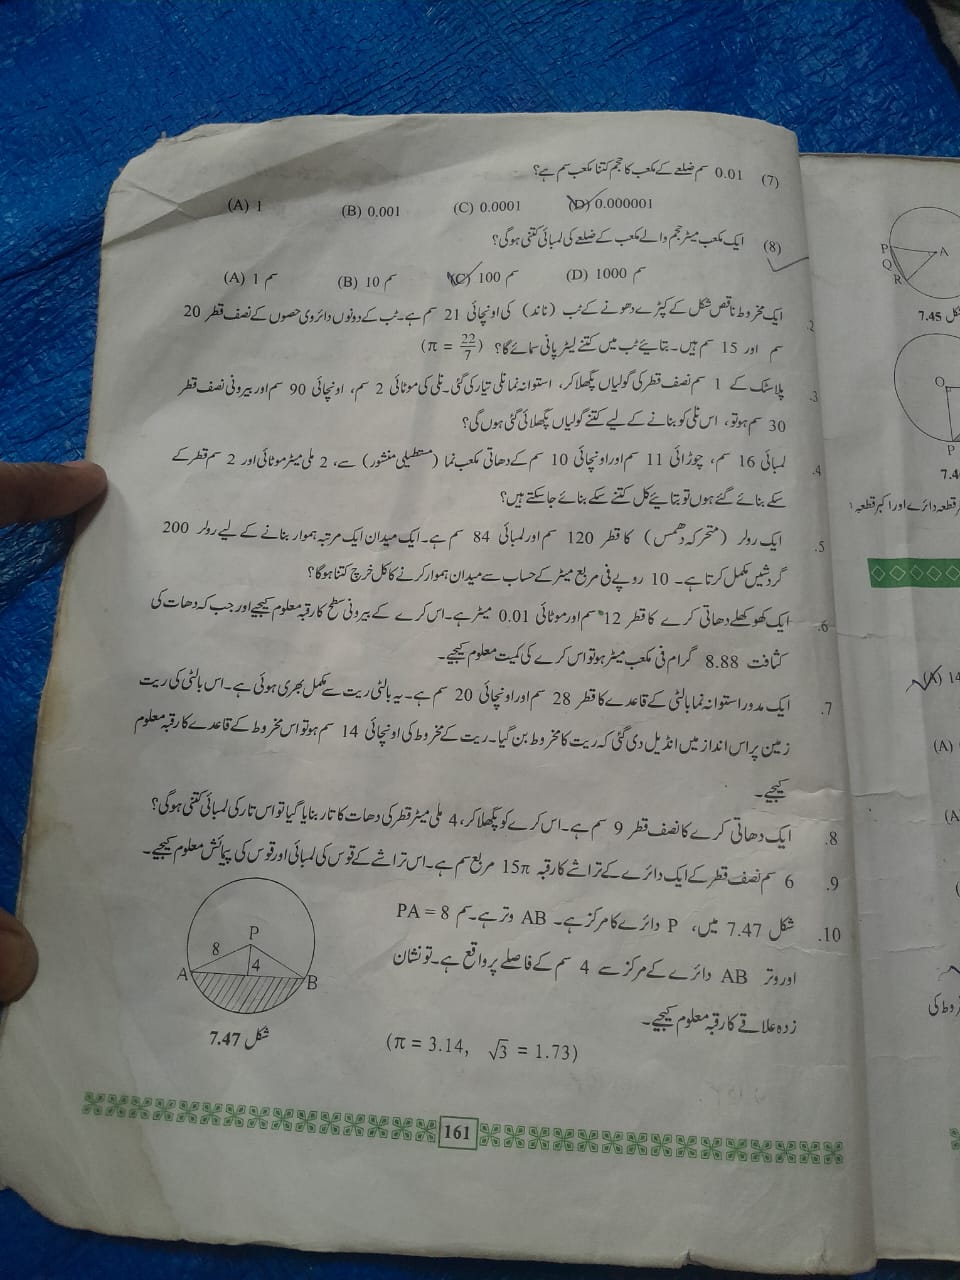 (7) 0.01 سم ضلعے کے مکعب کا حجم کتنا مکعب سم ہے؟
(A) 1 (B) 0.001 (C) 0.0001 (D) 0.000001
(8) ایک مکعب میٹر حجم والے مکعب کے ضلعے کی لمبائی کتنی ہوگی؟
(A) 1 سم (B) 10 سم (C) 100 سم (D) 1000 سم
2. ایک مخروط ناقص شکل کے کپڑے دھونے کے ٹب (ناند) کی اونچائی 21 سم ہے۔ ٹب کے دونوں دائروی حصوں کے نصف قطر 20
سم اور 15 سم ہیں۔ بتائیے ٹب میں کتنے لیٹر پانی سمائے گا؟ (π = 22/7)
3. پلاسٹک کے 1 سم نصف قطر کی گولیاں پگھلا کر، استوانہ نما نلی تیار کی گئی۔ نلی کی موٹائی 2 سم، اونچائی 90 سم اور بیرونی نصف قطر
30 سم ہو تو، اس نلی کو بنانے کے لیے کتنے گولیاں پگھلائی گئی ہوں گی؟
4. لمبائی 16 سم، چوڑائی 11 سم اور اونچائی 10 سم کے دھاتی مکعب نما (مستطیلی منشور) سے، 2 ملی میٹر موٹائی اور 2 سم قطر کے
سکے بنائے گئے ہوں تو بتایئے کل کتنے سکے بنائے جا سکتے ہیں؟
5. ایک رولر (متحرک دھمس) کا قطر 120 سم اور لمبائی 84 سم ہے۔ ایک میدان ایک مرتبہ ہموار بنانے کے لیے رولر 200
گردشیں مکمل کرتا ہے۔ 10 روپے فی مربع میٹر کے حساب سے میدان ہموار کرنے کا کل خرچ کتنا ہوگا؟
6. ایک کھوکھلے دھاتی کرے کا قطر 12 سم اور موٹائی 0.01 میٹر ہے۔ اس کرے کے بیرونی سطح کا رقبہ معلوم کیجیے اور جب کہ دھات کی
کثافت 8.88 گرام فی مکعب میٹر ہو تو اس کرے کی کمیت معلوم کیجیے۔
7. ایک مدور استوانہ نما بالٹی کے قاعدے کا قطر 28 سم اور اونچائی 20 سم ہے۔ یہ بالٹی ریت سے مکمل بھری ہوئی ہے۔ اس بالٹی کی ریت
زمین پر اس انداز میں انڈیل دی گئی کہ ریت کا مخروط بن گیا۔ ریت کے مخروط کی اونچائی 14 سم ہو تو اس مخروط کے قاعدے کا رقبہ معلوم
کیجیے۔
8. ایک دھاتی کرے کا نصف قطر 9 سم ہے۔ اس کرے کو پگھلا کر، 4 ملی میٹر قطر کی دھات کا تار بنایا گیا تو اس تار کی لمبائی کتنی ہوگی؟
9. 6 سم نصف قطر کے ایک دائرے کے تراشے کا رقبہ 15π مربع سم ہے۔ اس تراشے کے قوس کی لمبائی اور قوس کی پیمائش معلوم کیجیے۔
10. شکل 7.47 میں، P دائرے کا مرکز ہے۔ AB وتر ہے۔ PA = 8 سم
اور وتر AB دائرے کے مرکز سے 4 سم کے فاصلے پر واقع ہے۔ تو نشان
زدہ علاقے کا رقبہ معلوم کیجیے۔
(π = 3.14, √3 = 1.73)
P
8
4
A
B
شکل 7.47
161
P
A
Q
R
شکل 7.45
O
P
7.4
(A) 14
(A)
(A